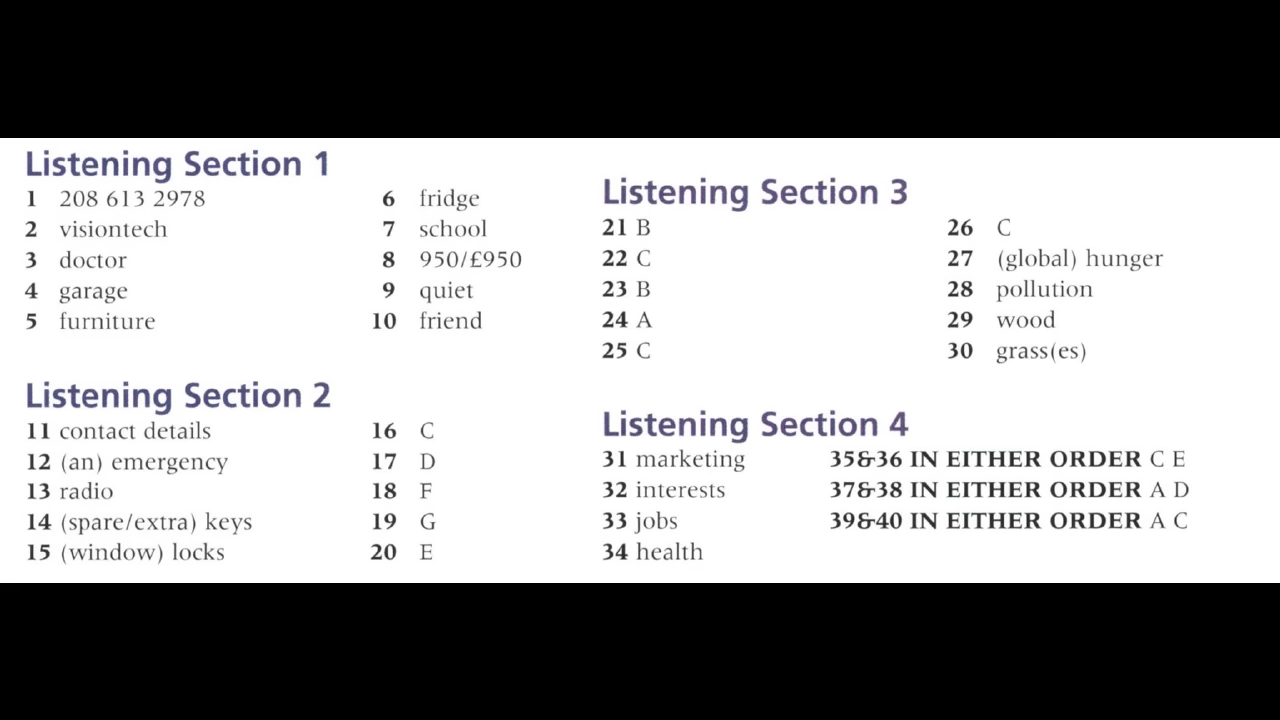 Listening Section 1
1 208 613 2978
2 visiontech
3 doctor
4 garage
5 furniture
6 fridge
7 school
8 950/£950
9 quiet
10 friend
Listening Section 2
11 contact details
12 (an) emergency
13 radio
14 (spare/extra) keys
15 (window) locks
16 C
17 D
18 F
19 G
20 E
Listening Section 3
21 B
22 C
23 B
24 A
25 C
26 C
27 (global) hunger
28 pollution
29 wood
30 grass(es)
Listening Section 4
31 marketing
32 interests
33 jobs
34 health
35&36 IN EITHER ORDER C E
37&38 IN EITHER ORDER A D
39&40 IN EITHER ORDER A C